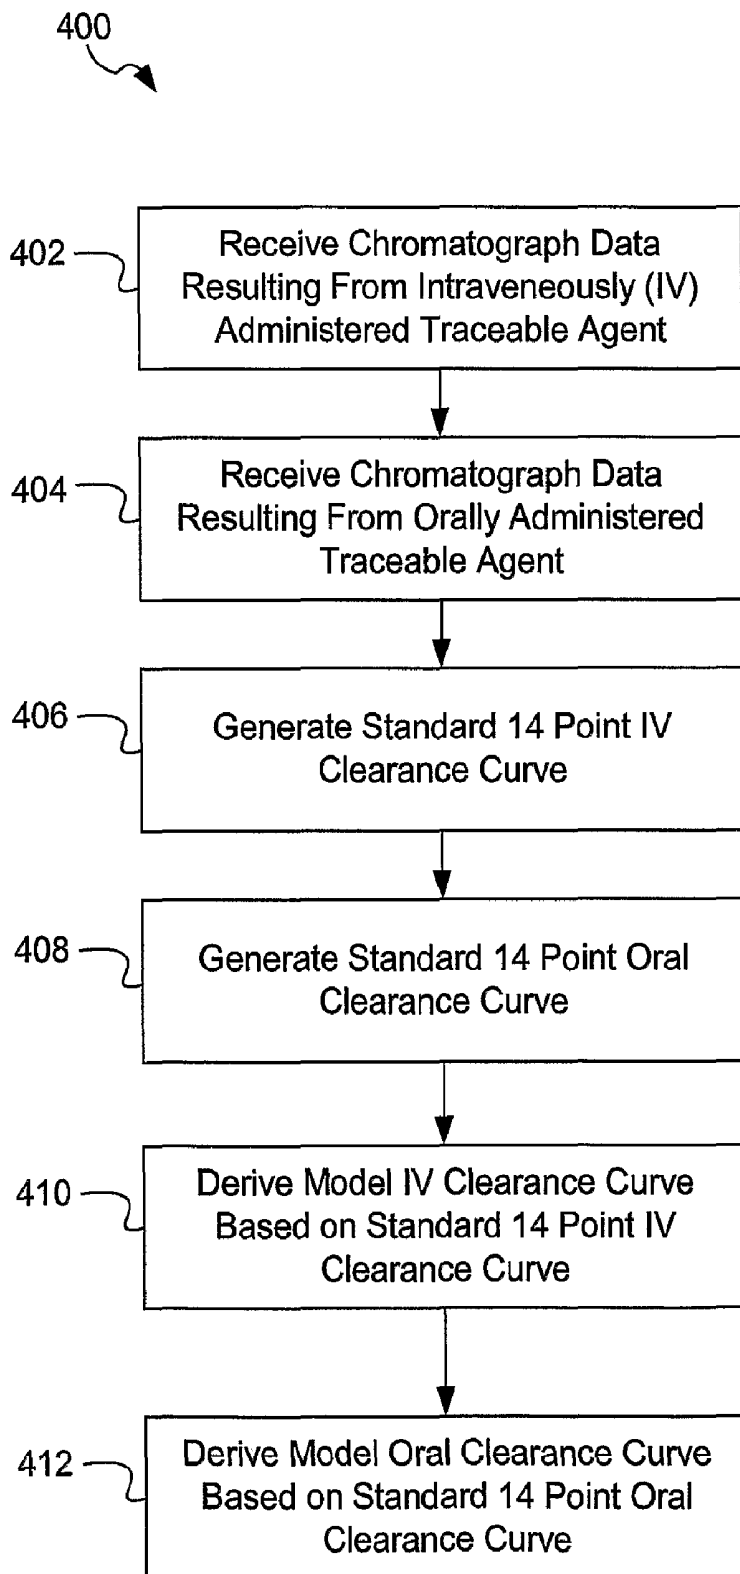 400
402
Receive Chromatograph Data
Resulting From Intraveneously (IV)
Administered Traceable Agent
404
Receive Chromatograph Data
Resulting From Orally Administered
Traceable Agent
406
Generate Standard 14 Point IV
Clearance Curve
408
Generate Standard 14 Point Oral
Clearance Curve
410
Derive Model IV Clearance Curve
Based on Standard 14 Point IV
Clearance Curve
412
Derive Model Oral Clearance Curve
Based on Standard 14 Point Oral
Clearance Curve